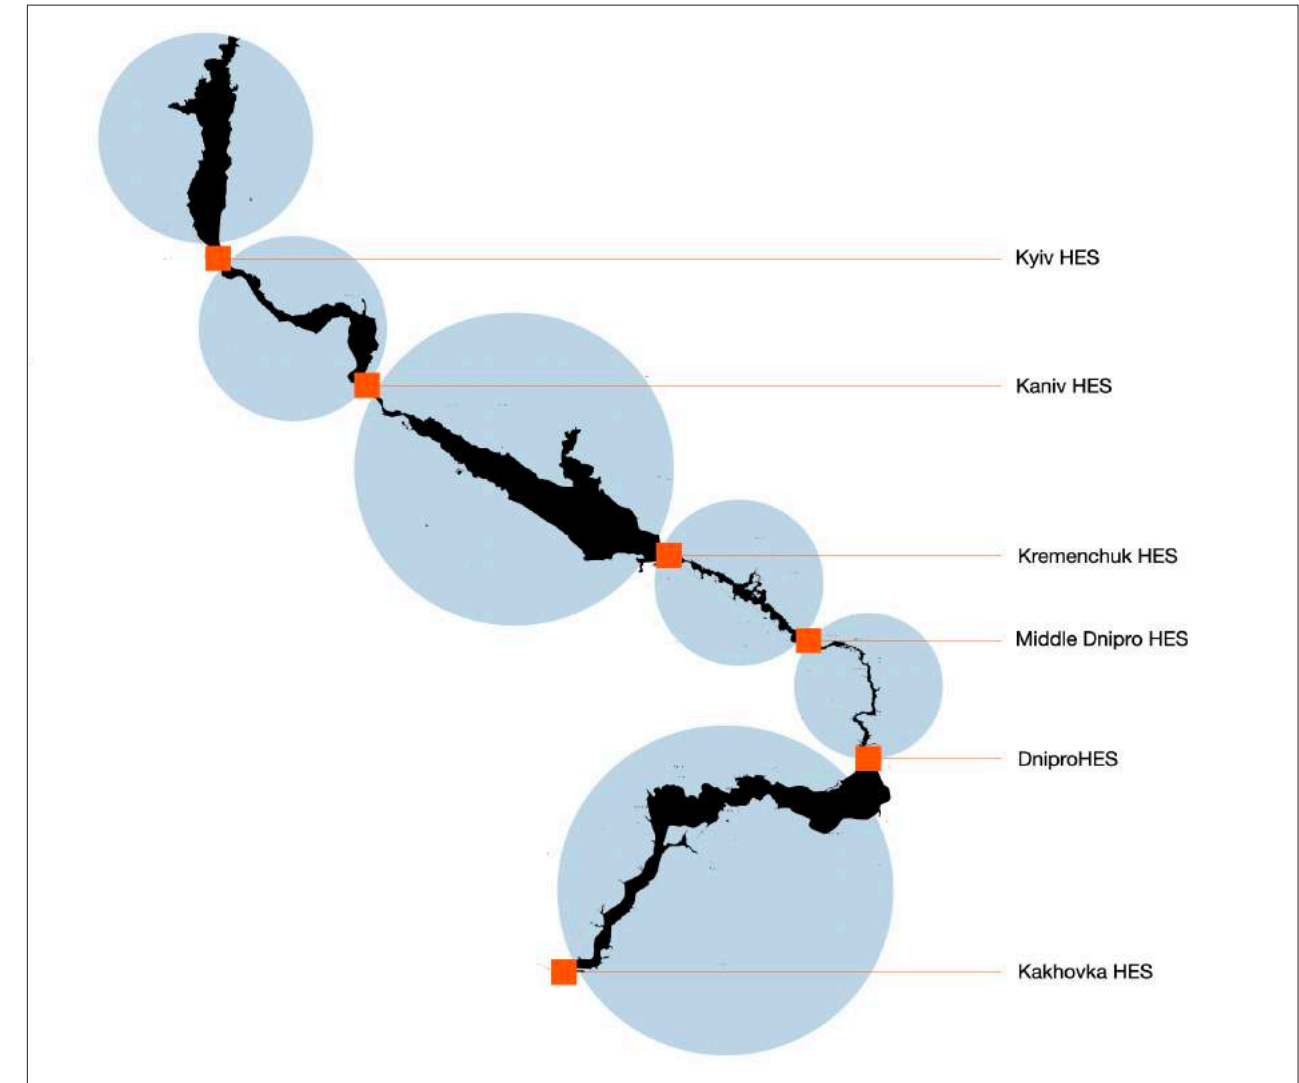 Kyiv HES
Kaniv HES
Kremenchuk HES
Middle Dnipro HES
DniproHES
Kakhovka HES